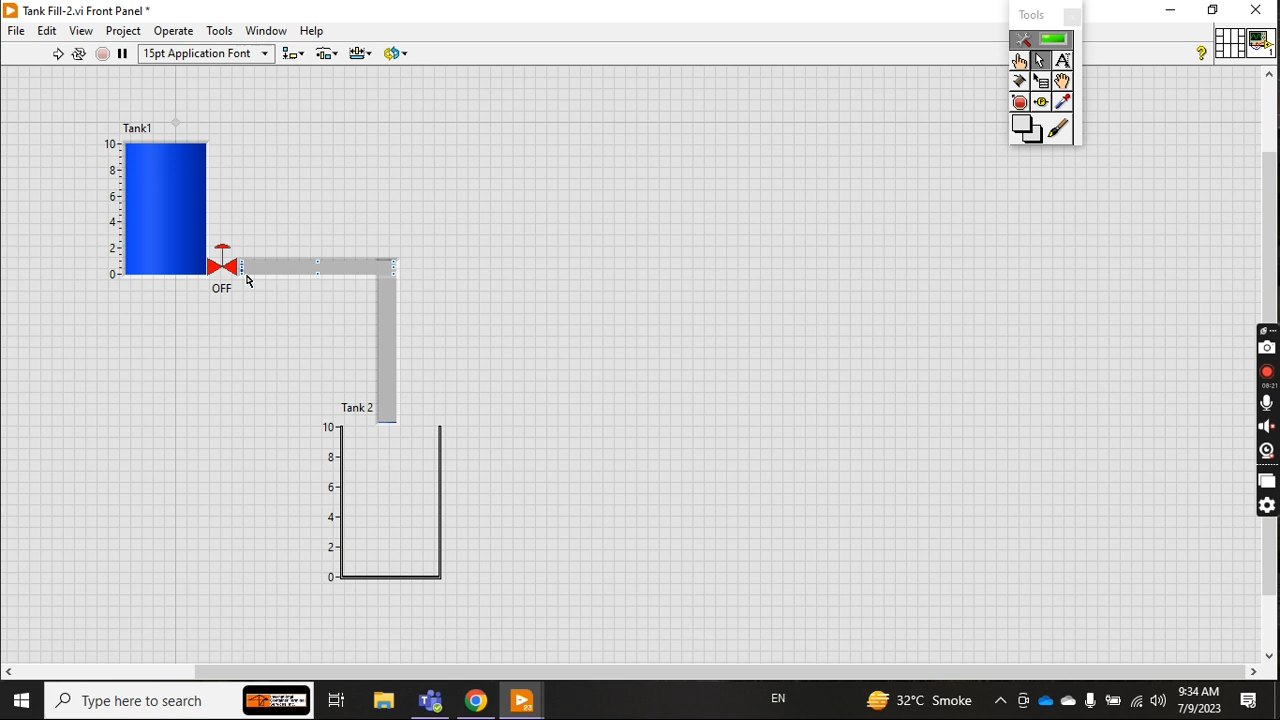 Tank Fill-2.vi Front Panel *
File Edit View Project Operate Tools Window Help
15pt Application Font
Tools
Tank1
10
8
6
4
2
0
OFF
Tank 2
10
8
6
4
2
0
08:21
Type here to search
EN
32°C Smoke
9:34 AM
7/9/2023